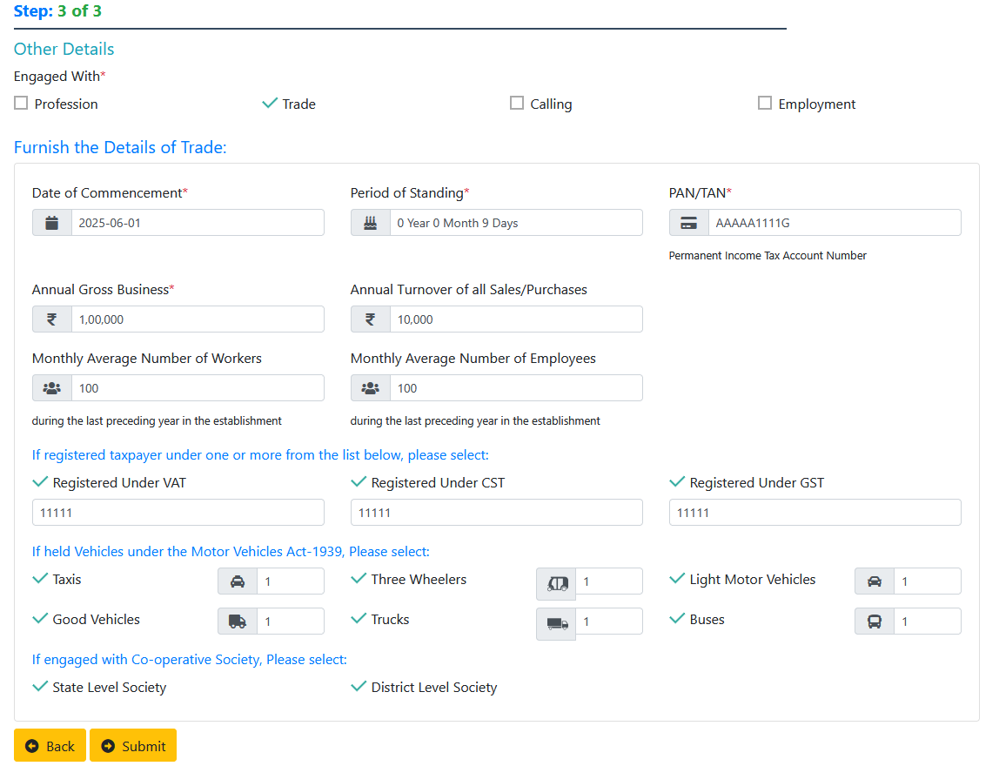 Step: 3 of 3
Other Details
Engaged With*
Profession Trade Calling Employment
Furnish the Details of Trade:
Date of Commencement* Period of Standing* PAN/TAN*
2025-06-01 0 Year 0 Month 9 Days AAAAA1111G
Permanent Income Tax Account Number
Annual Gross Business* Annual Turnover of all Sales/Purchases
₹ 1,00,000 ₹ 10,000
Monthly Average Number of Workers Monthly Average Number of Employees
100 100
during the last preceding year in the establishment during the last preceding year in the establishment
If registered taxpayer under one or more from the list below, please select:
Registered Under VAT Registered Under CST Registered Under GST
11111 11111 11111
If held Vehicles under the Motor Vehicles Act-1939, Please select:
Taxis 1 Three Wheelers 1 Light Motor Vehicles 1
Good Vehicles 1 Trucks 1 Buses 1
If engaged with Co-operative Society, Please select:
State Level Society District Level Society
Back Submit